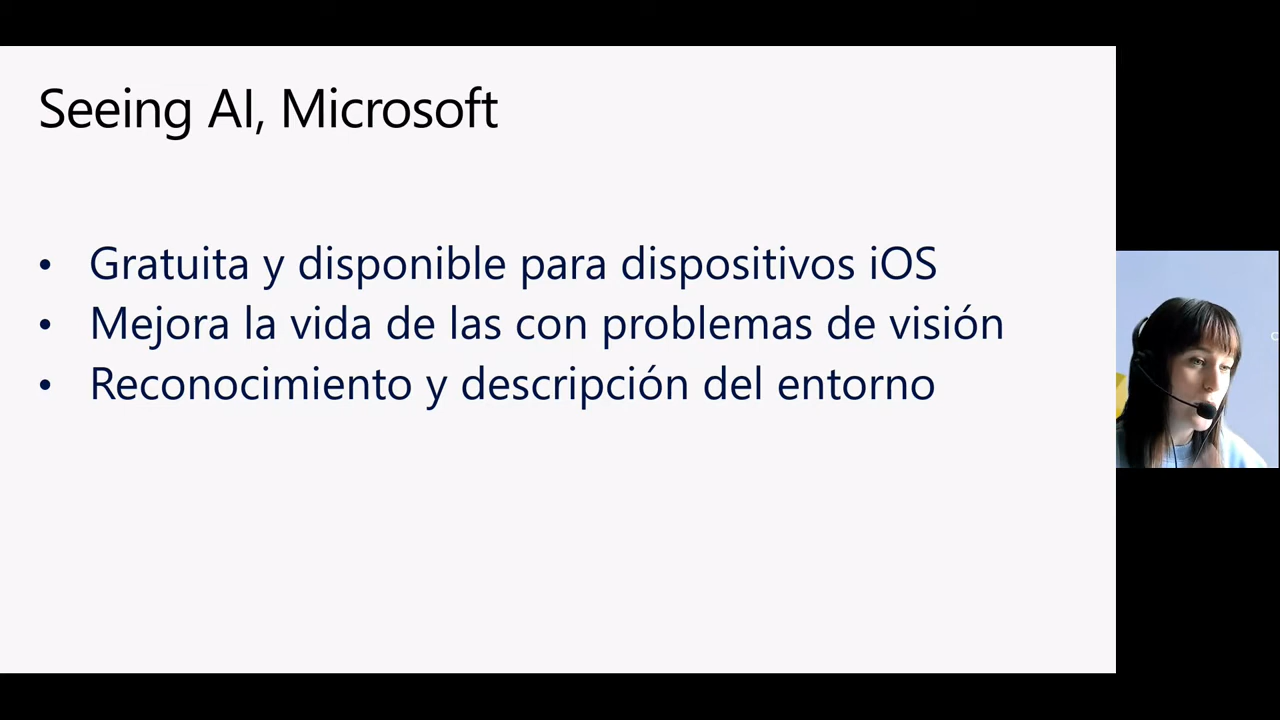 Seeing AI, Microsoft
• Gratuita y disponible para dispositivos iOS
• Mejora la vida de las con problemas de visión
• Reconocimiento y descripción del entorno